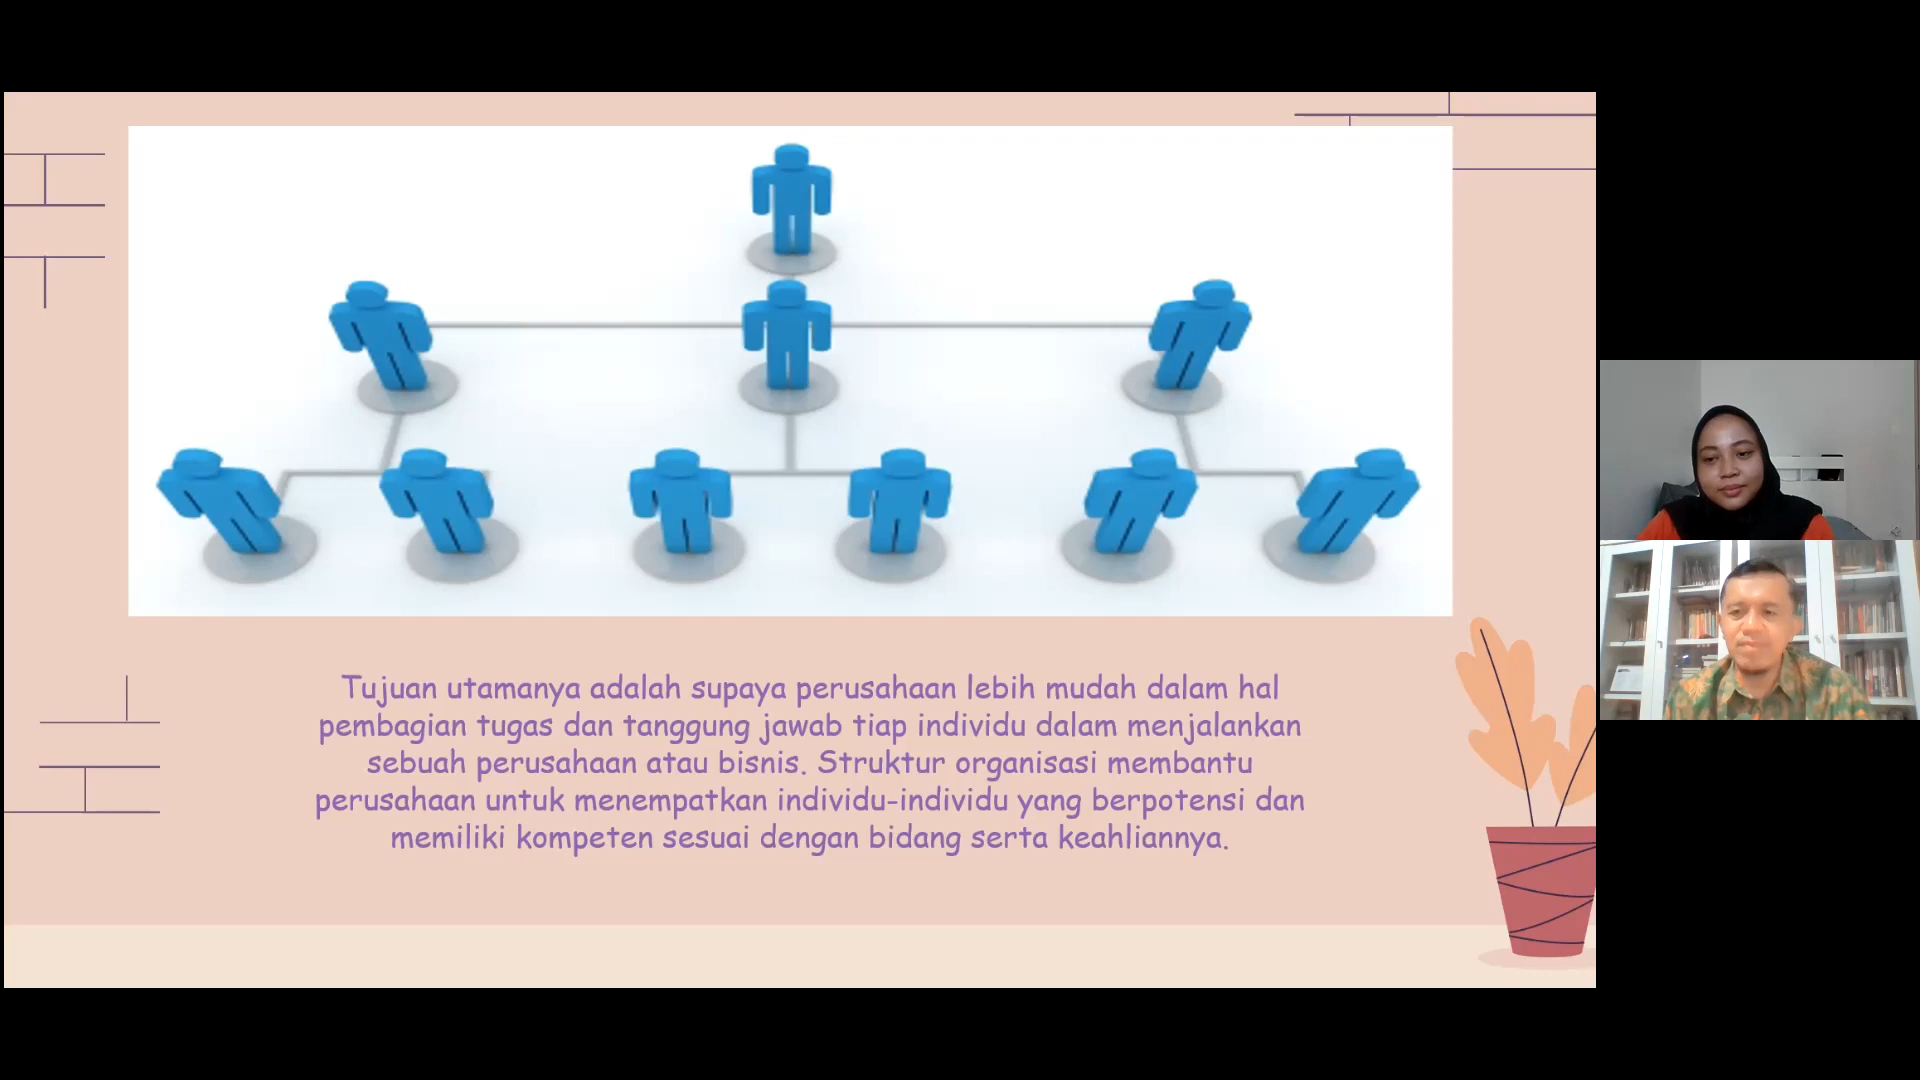 Tujuan utamanya adalah supaya perusahaan lebih mudah dalam hal
pembagian tugas dan tanggung jawab tiap individu dalam menjalankan
sebuah perusahaan atau bisnis. Struktur organisasi membantu
perusahaan untuk menempatkan individu-individu yang berpotensi dan
memiliki kompeten sesuai dengan bidang serta keahliannya.